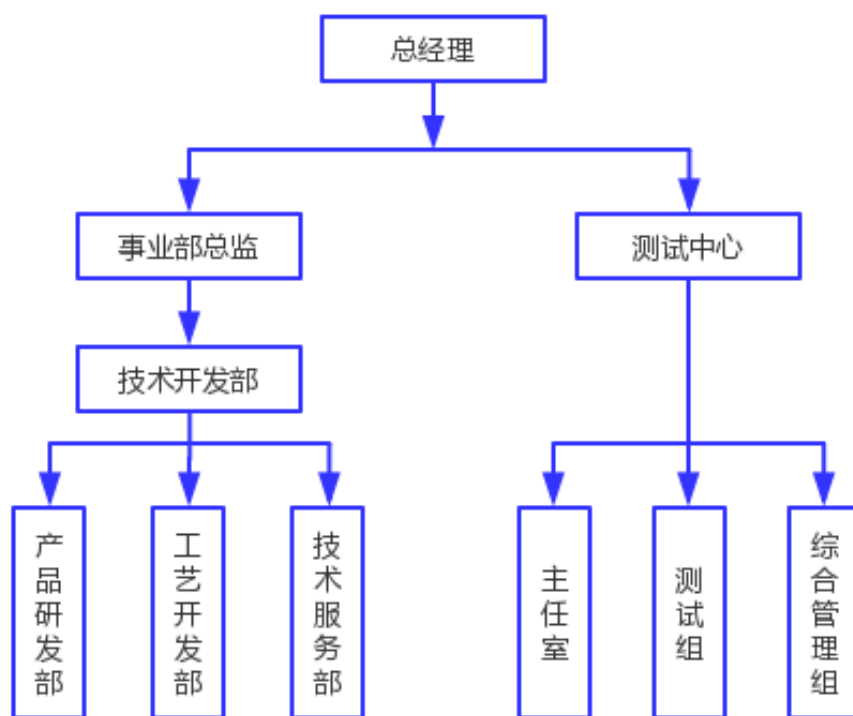 总经理
事业部总监
测试中心
技术开发部
产品研发部
工艺开发部
技术服务部
主任室
测试组
综合管理组